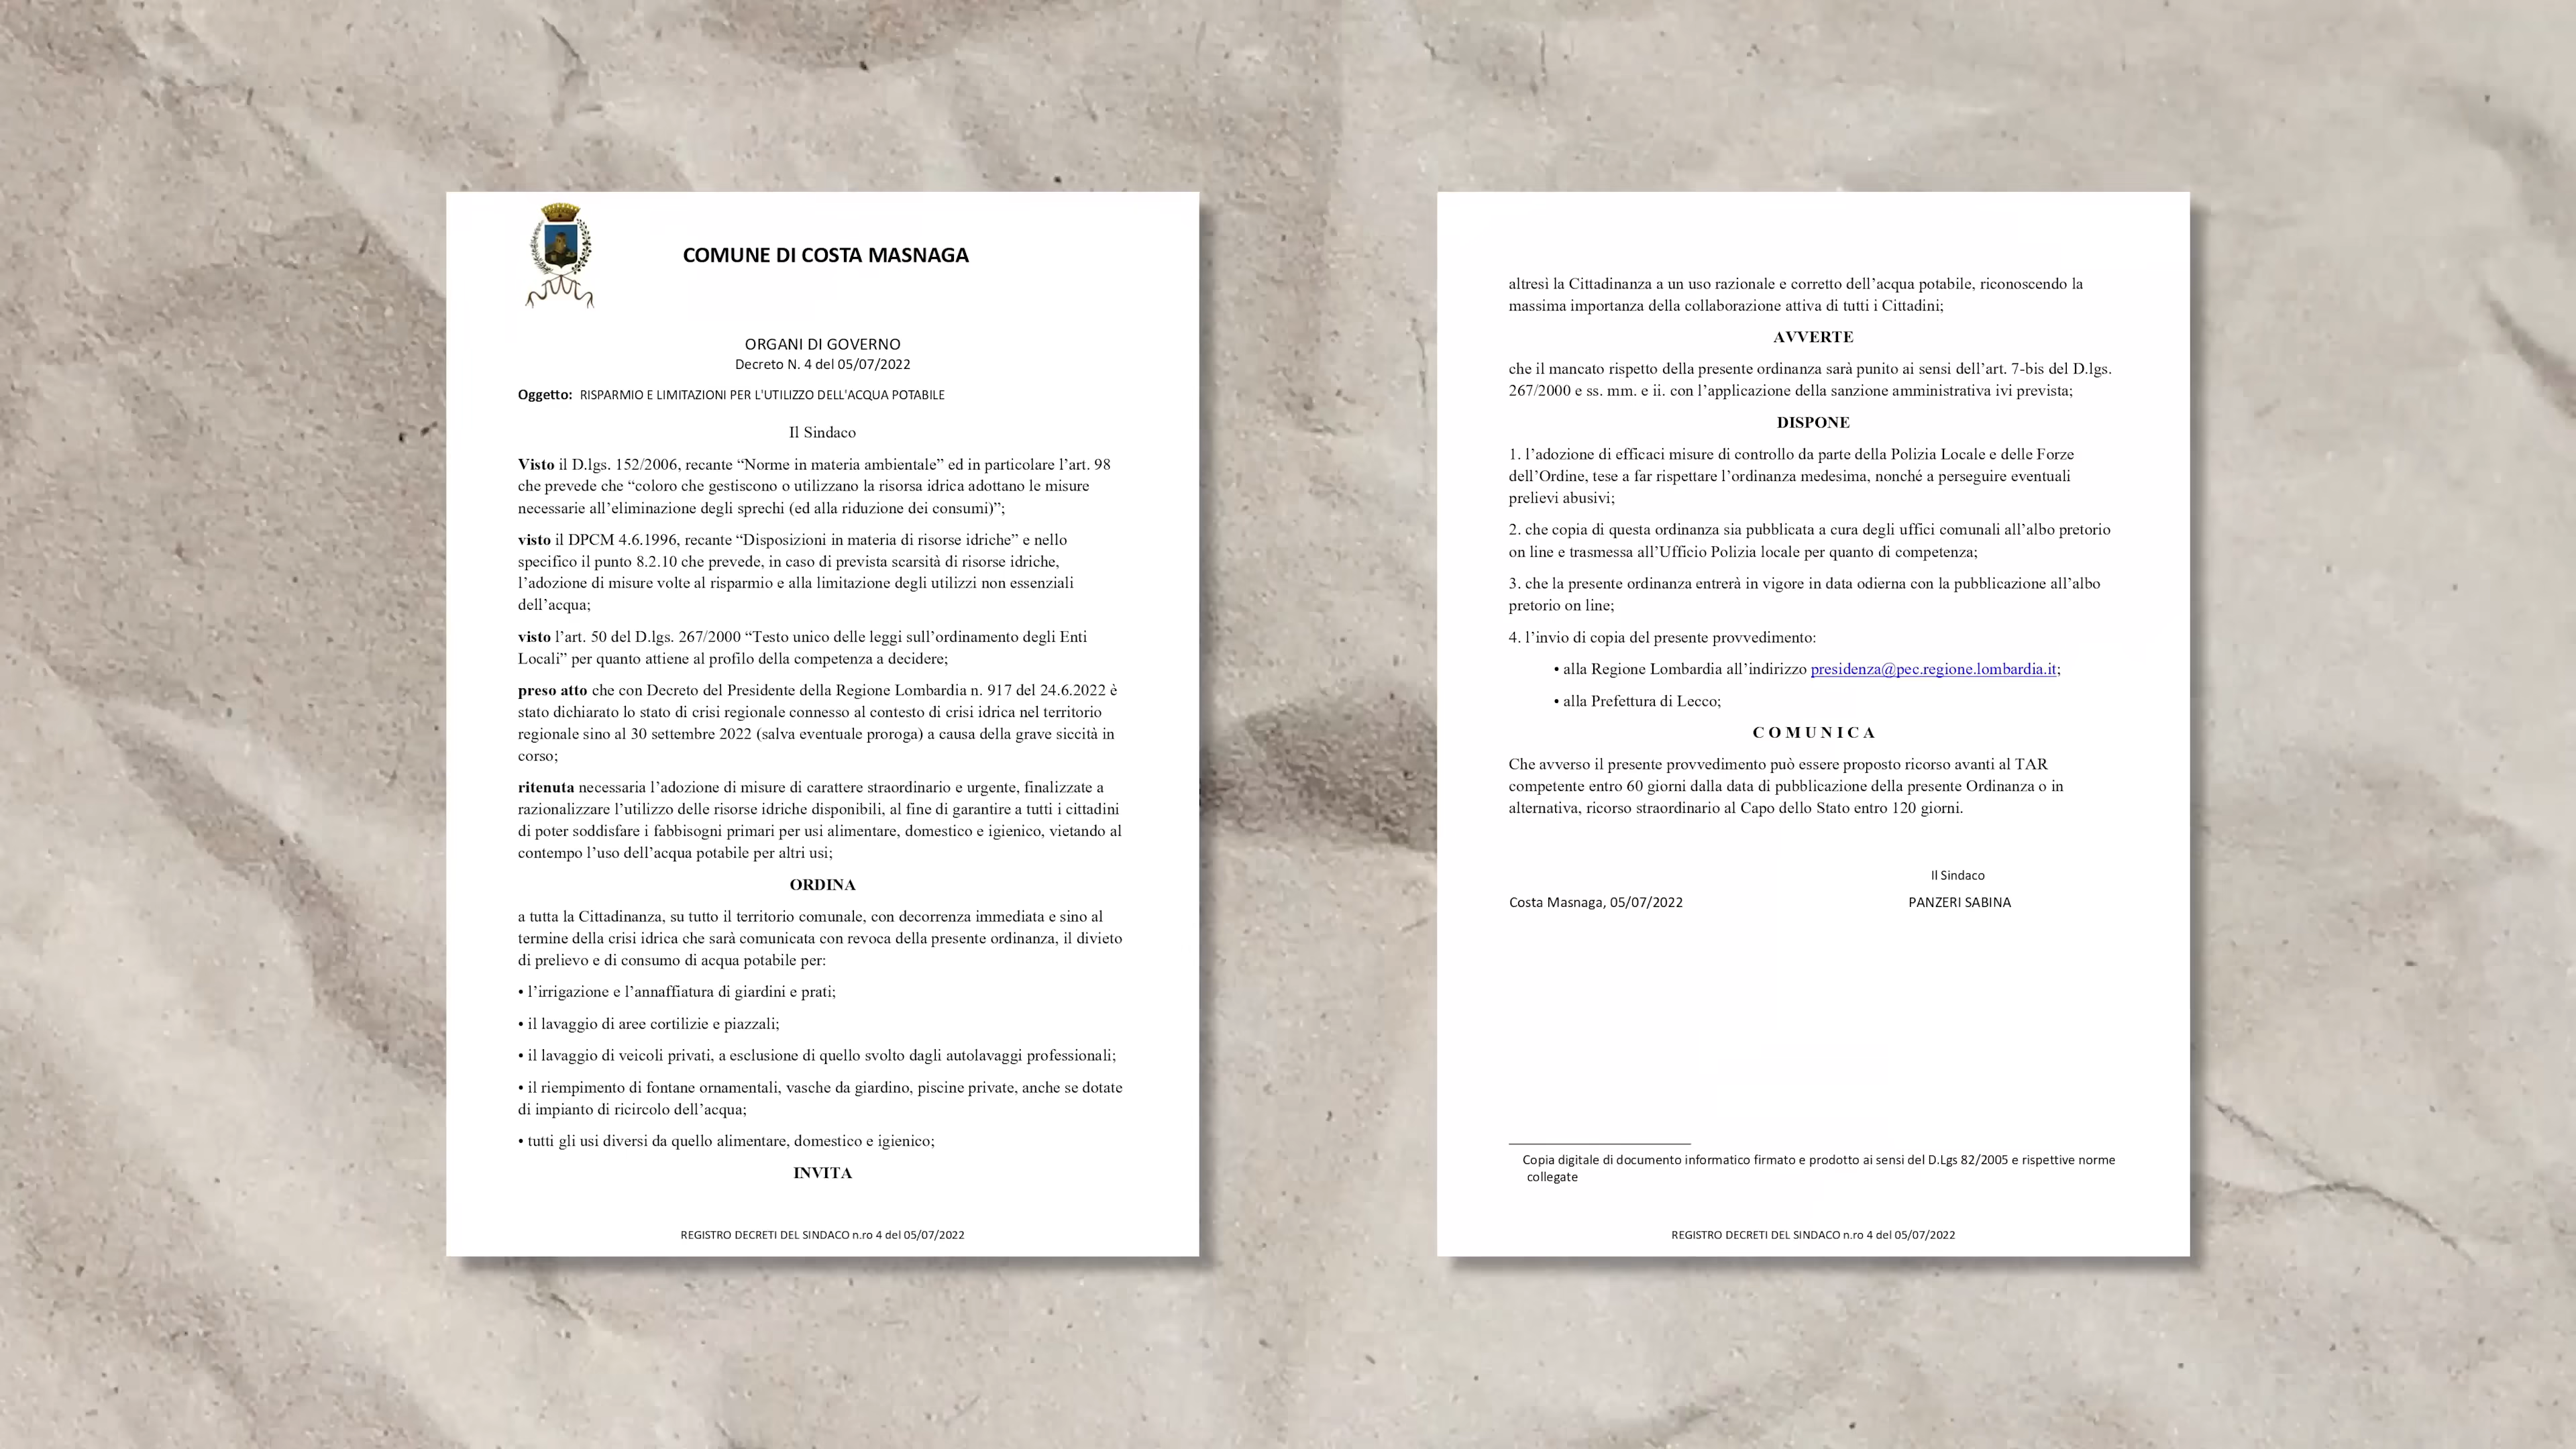 COMUNE DI COSTA MASNAGA
ORGANI DI GOVERNO
Decreto N. 4 del 05/07/2022
Oggetto: RISPARMIO E LIMITAZIONI PER L'UTILIZZO DELL'ACQUA POTABILE
Il Sindaco
Visto il D.lgs. 152/2006, recante “Norme in materia ambientale” ed in particolare l’art. 98
che prevede che “coloro che gestiscono o utilizzano la risorsa idrica adottano le misure
necessarie all’eliminazione degli sprechi (ed alla riduzione dei consumi)”;
visto il DPCM 4.6.1996, recante “Disposizioni in materia di risorse idriche” e nello
specifico il punto 8.2.10 che prevede, in caso di prevista scarsità di risorse idriche,
l’adozione di misure volte al risparmio e alla limitazione degli utilizzi non essenziali
dell’acqua;
visto l’art. 50 del D.lgs. 267/2000 “Testo unico delle leggi sull’ordinamento degli Enti
Locali” per quanto attiene al profilo della competenza a decidere;
preso atto che con Decreto del Presidente della Regione Lombardia n. 917 del 24.6.2022 è
stato dichiarato lo stato di crisi regionale connesso al contesto di crisi idrica nel territorio
regionale sino al 30 settembre 2022 (salva eventuale proroga) a causa della grave siccità in
corso;
ritenuta necessaria l’adozione di misure di carattere straordinario e urgente, finalizzate a
razionalizzare l’utilizzo delle risorse idriche disponibili, al fine di garantire a tutti i cittadini
di poter soddisfare i fabbisogni primari per usi alimentare, domestico e igienico, vietando al
contempo l’uso dell’acqua potabile per altri usi;
ORDINA
a tutta la Cittadinanza, su tutto il territorio comunale, con decorrenza immediata e sino al
termine della crisi idrica che sarà comunicata con revoca della presente ordinanza, il divieto
di prelievo e di consumo di acqua potabile per:
• l’irrigazione e l’annaffiatura di giardini e prati;
• il lavaggio di aree cortilizie e piazzali;
• il lavaggio di veicoli privati, a esclusione di quello svolto dagli autolavaggi professionali;
• il riempimento di fontane ornamentali, vasche da giardino, piscine private, anche se dotate
di impianto di ricircolo dell’acqua;
• tutti gli usi diversi da quello alimentare, domestico e igienico;
INVITA
REGISTRO DECRETI DEL SINDACO n.ro 4 del 05/07/2022
altresì la Cittadinanza a un uso razionale e corretto dell’acqua potabile, riconoscendo la
massima importanza della collaborazione attiva di tutti i Cittadini;
AVVERTE
che il mancato rispetto della presente ordinanza sarà punito ai sensi dell’art. 7-bis del D.lgs.
267/2000 e ss. mm. e ii. con l’applicazione della sanzione amministrativa ivi prevista;
DISPONE
1. l’adozione di efficaci misure di controllo da parte della Polizia Locale e delle Forze
dell’Ordine, tese a far rispettare l’ordinanza medesima, nonché a perseguire eventuali
prelievi abusivi;
2. che copia di questa ordinanza sia pubblicata a cura degli uffici comunali all’albo pretorio
on line e trasmessa all’Ufficio Polizia locale per quanto di competenza;
3. che la presente ordinanza entrerà in vigore in data odierna con la pubblicazione all’albo
pretorio on line;
4. l’invio di copia del presente provvedimento:
• alla Regione Lombardia all’indirizzo presidenza@pec.regione.lombardia.it;
• alla Prefettura di Lecco;
C O M U N I C A
Che avverso il presente provvedimento può essere proposto ricorso avanti al TAR
competente entro 60 giorni dalla data di pubblicazione della presente Ordinanza o in
alternativa, ricorso straordinario al Capo dello Stato entro 120 giorni.
Il Sindaco
Costa Masnaga, 05/07/2022 PANZERI SABINA
Copia digitale di documento informatico firmato e prodotto ai sensi del D.Lgs 82/2005 e rispettive norme
collegate
REGISTRO DECRETI DEL SINDACO n.ro 4 del 05/07/2022